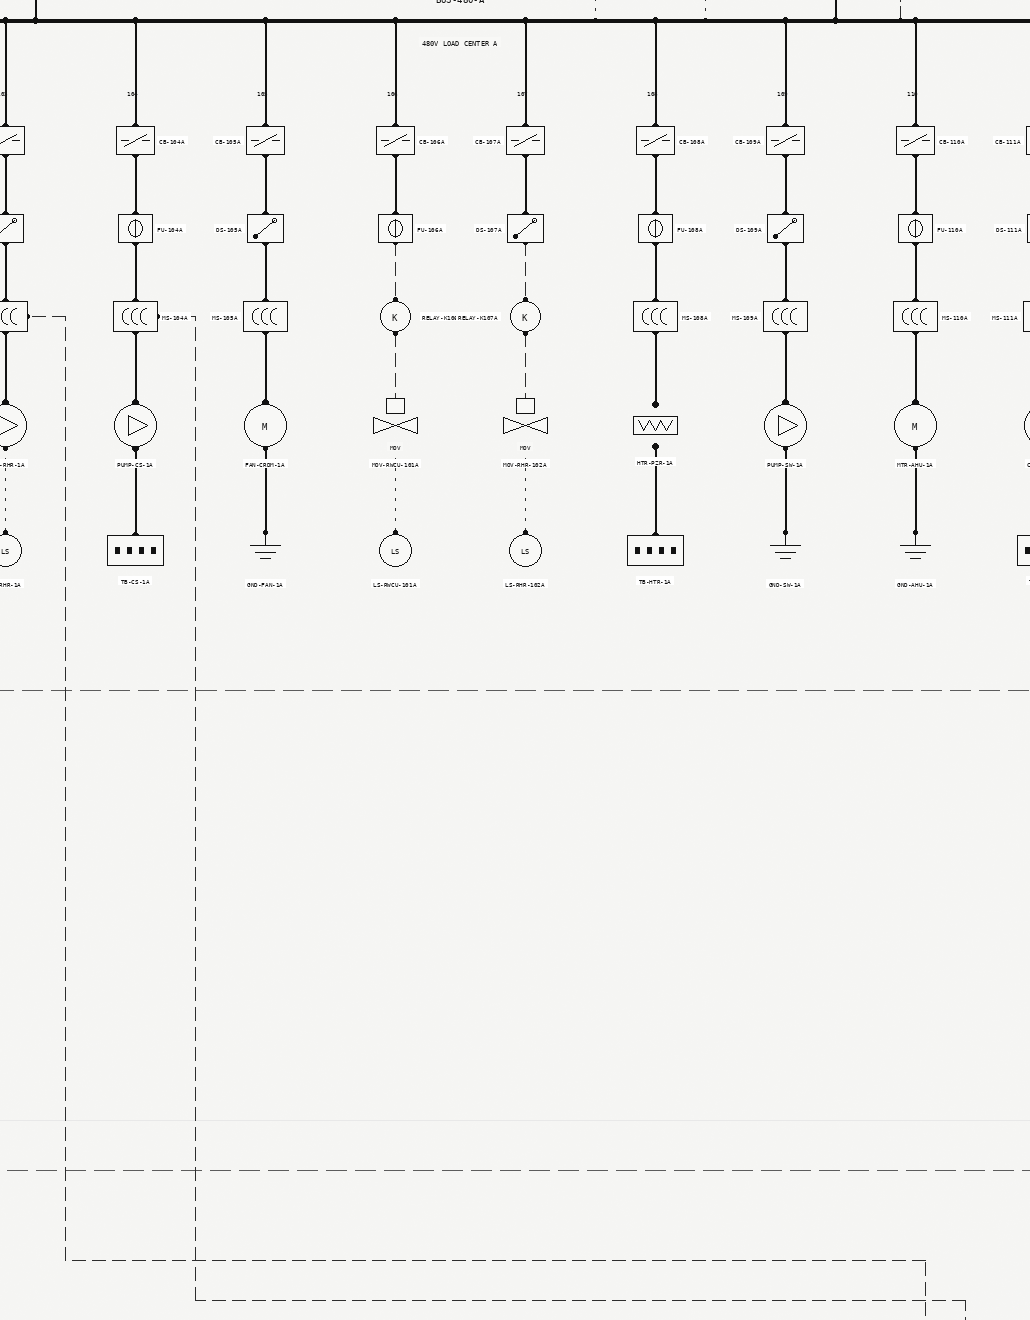 480V LOAD CENTER A
CB-104A
CB-105A
CB-106A
CB-107A
CB-108A
CB-109A
CB-110A
CB-111A
FU-104A
DS-105A
FU-106A
DS-107A
FU-108A
DS-109A
FU-110A
DS-111A
MS-104A
MS-105A
K
RELAY-K107A
K
MS-108A
MS-109A
MS-110A
MS-111A
M
M
MOV
MOV
PUMP-CS-1A
FAN-CRDM-1A
MOV-RWCU-101A
MOV-RHR-102A
HTR-PZR-1A
PUMP-SW-1A
MTR-AHU-1A
LS
LS
LS
TB-CS-1A
GND-FAN-1A
LS-RWCU-101A
LS-RHR-102A
TB-HTR-1A
GND-SW-1A
GND-AHU-1A